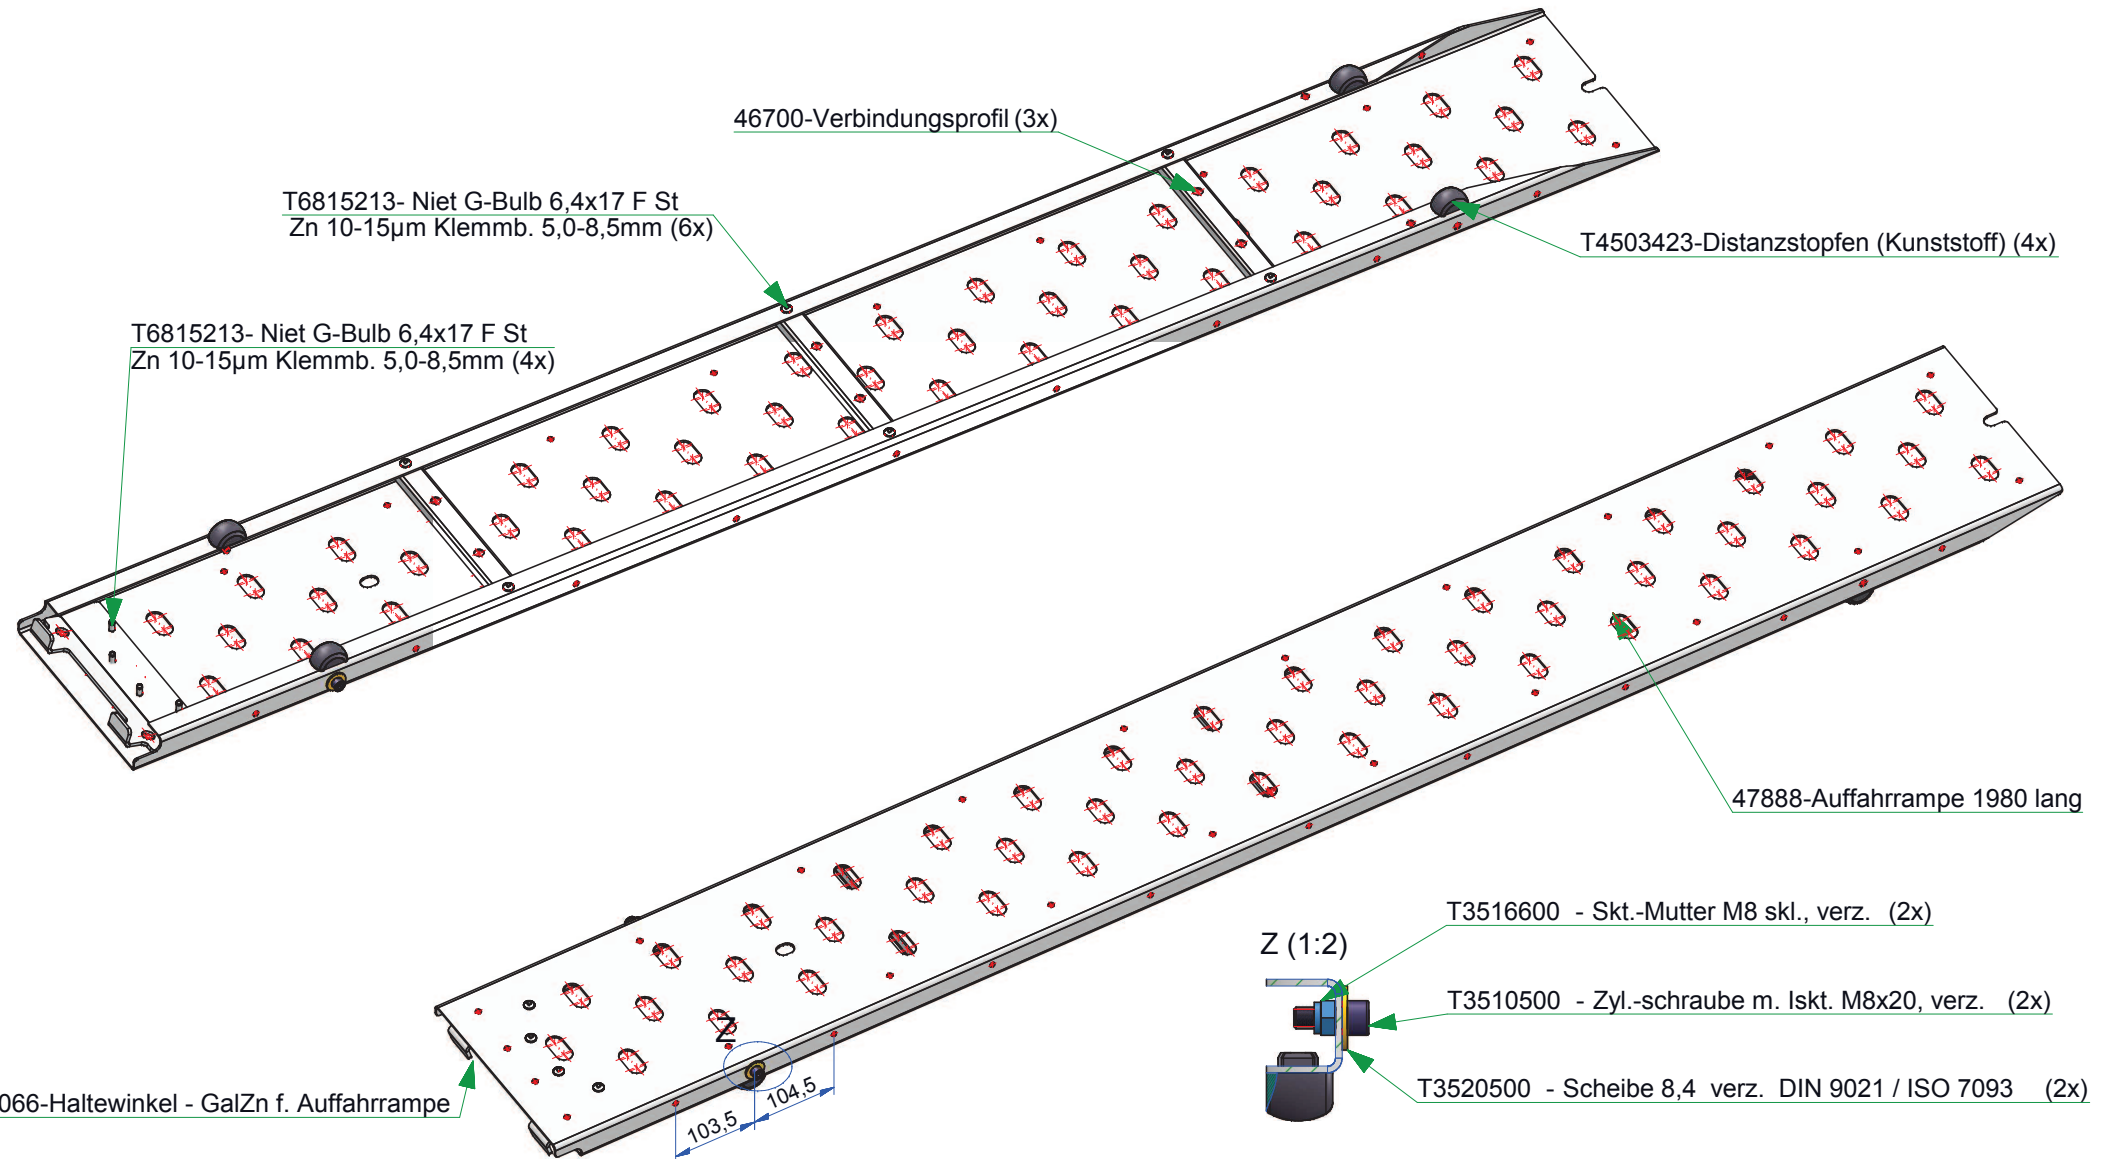 46700-Verbindungsprofil (3x)
T6815213- Niet G-Bulb 6,4x17 F St
Zn 10-15µm Klemmb. 5,0-8,5mm (6x)
T4503423-Distanzstopfen (Kunststoff) (4x)
T6815213- Niet G-Bulb 6,4x17 F St
Zn 10-15µm Klemmb. 5,0-8,5mm (4x)
47888-Auffahrrampe 1980 lang
T3516600 - Skt.-Mutter M8 skl., verz. (2x)
Z (1:2)
T3510500 - Zyl.-schraube m. Iskt. M8x20, verz. (2x)
Z
T3520500 - Scheibe 8,4 verz. DIN 9021 / ISO 7093 (2x)
066-Haltewinkel - GalZn f. Auffahrrampe
104,5
103,5